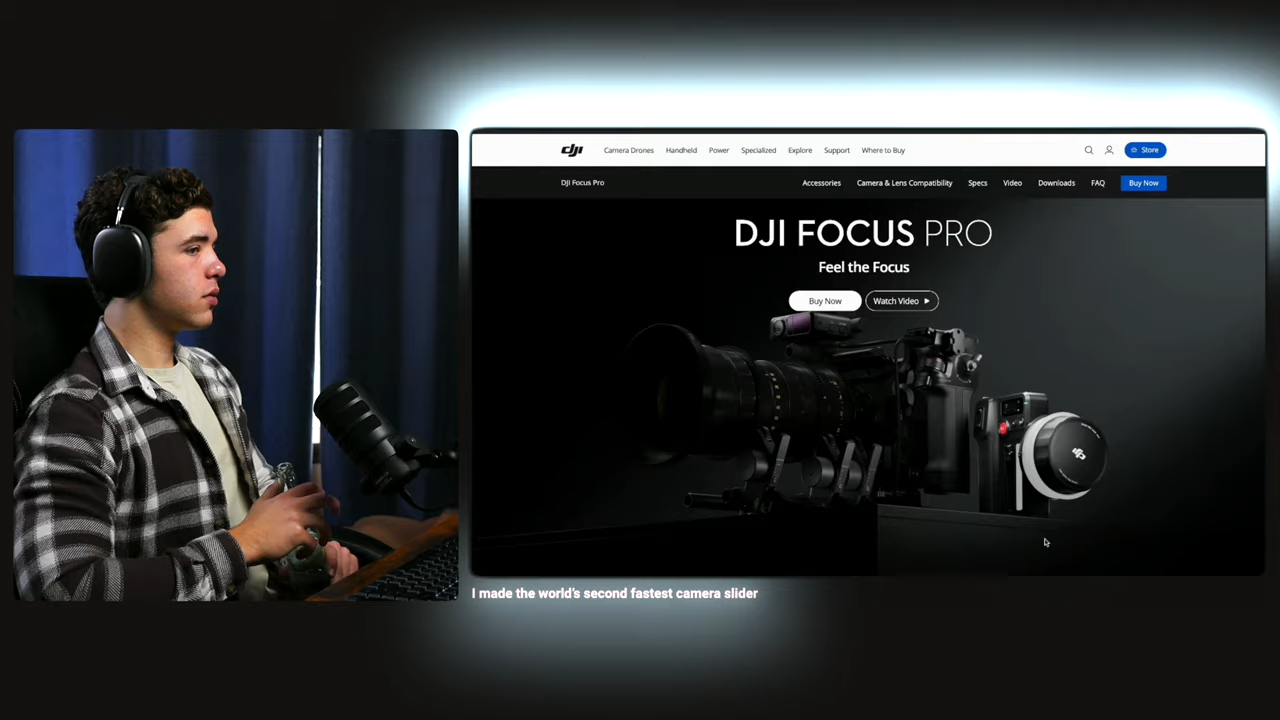 dji
Camera Drones Handheld Power Specialized Explore Support Where to Buy
Store
DJI Focus Pro
Accessories Camera & Lens Compatibility Specs Video Downloads FAQ Buy Now
DJI FOCUS PRO
Feel the Focus
Buy Now Watch Video
I made the world's second fastest camera slider